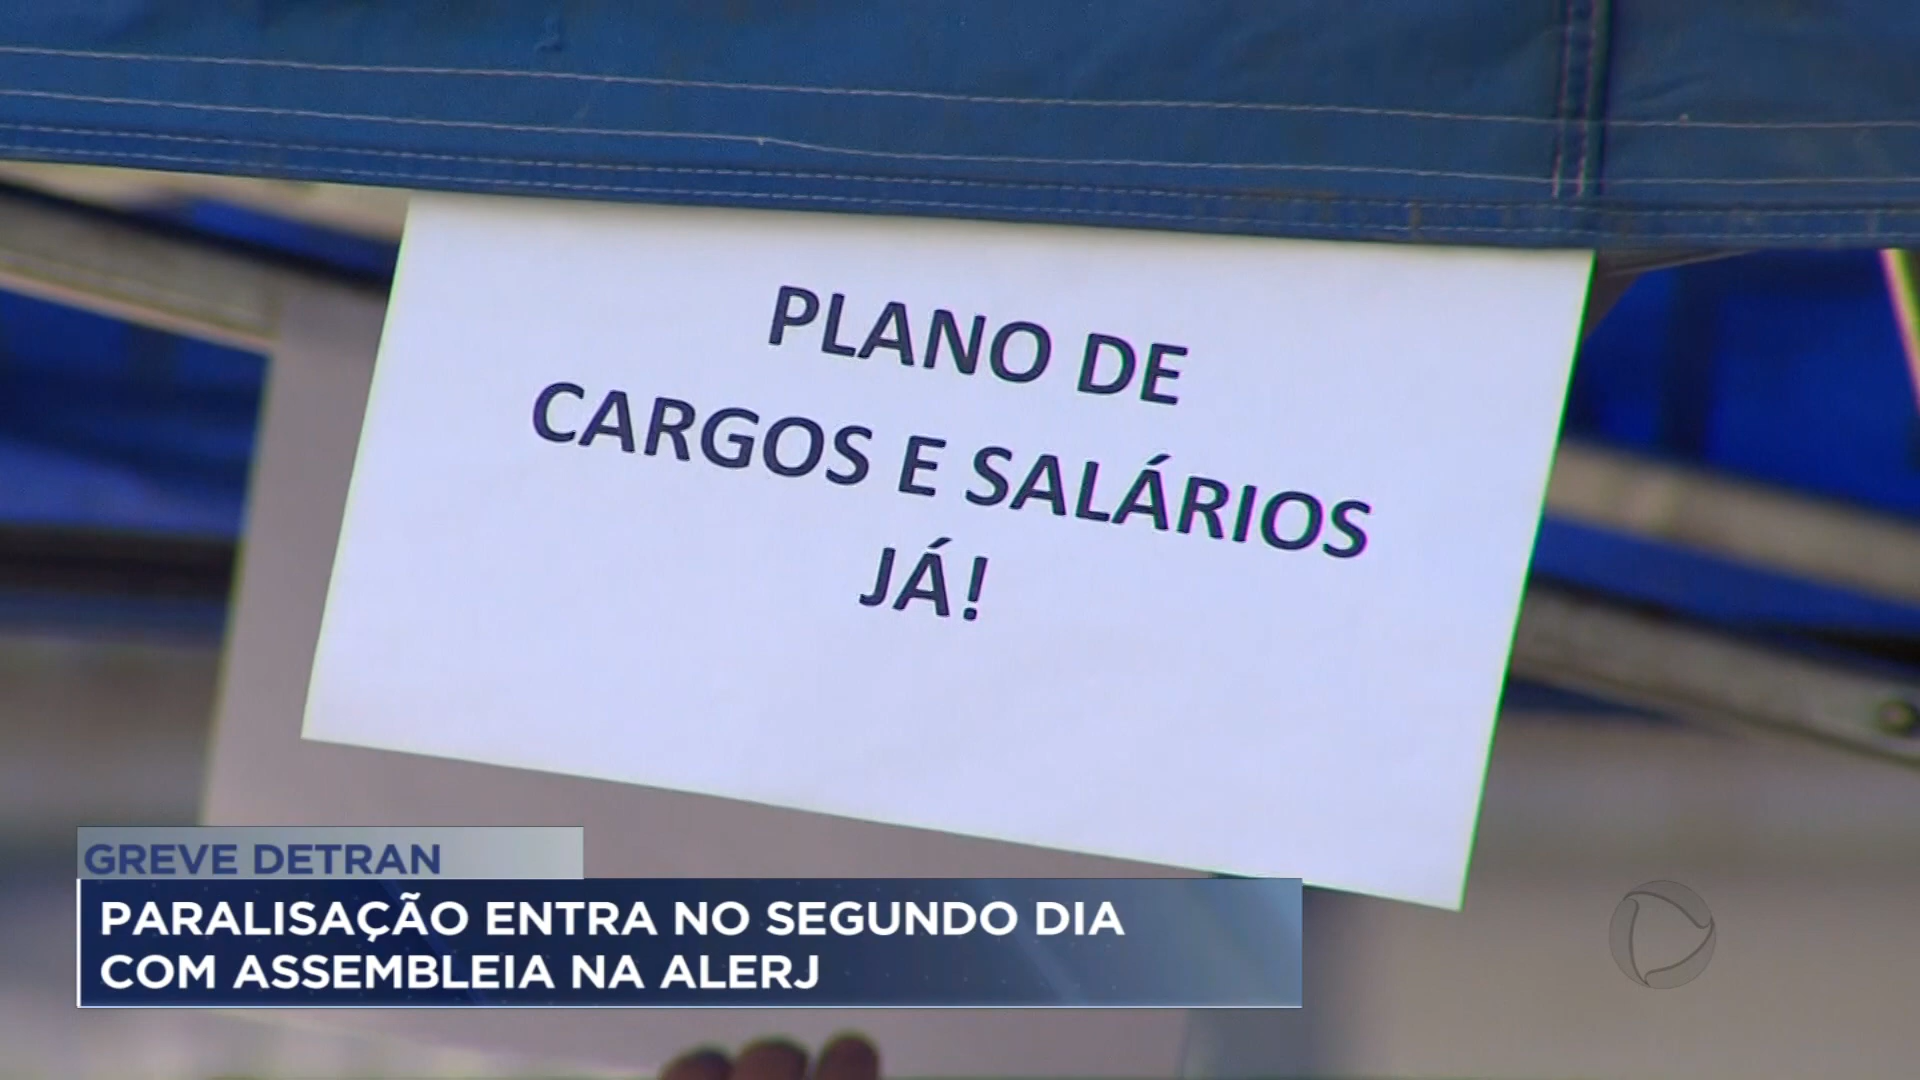 PLANO DE
CARGOS E SALÁRIOS
JÁ!
GREVE DETRAN
PARALISAÇÃO ENTRA NO SEGUNDO DIA
COM ASSEMBLEIA NA ALERJ